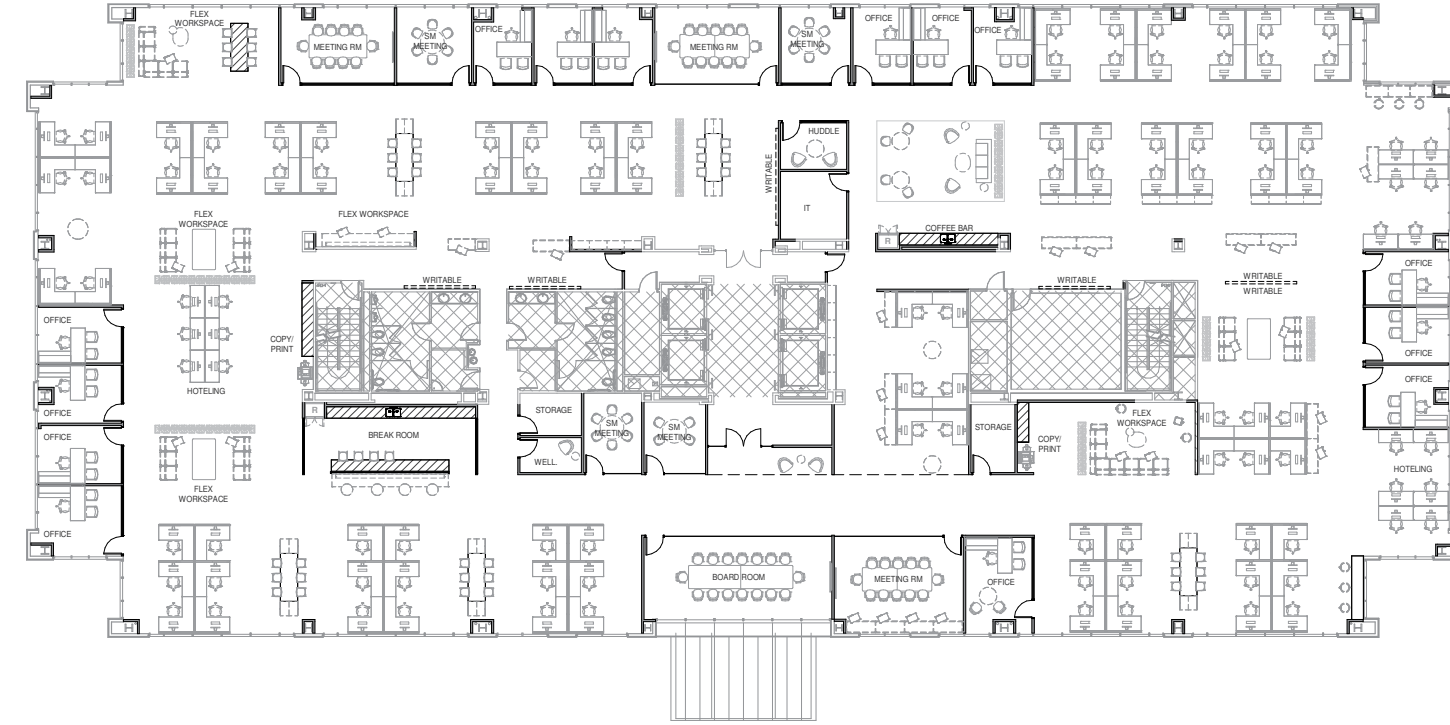 FLEX
WORKSPACE
MEETING RM
SM
MEETING
OFFICE
MEETING RM
SM
MEETING
OFFICE
OFFICE
OFFICE
HUDDLE
WRITABLE
IT
FLEX
WORKSPACE
FLEX WORKSPACE
COFFEE BAR
R
WRITABLE
WRITABLE
WRITABLE
WRITABLE
WRITABLE
OFFICE
OFFICE
OFFICE
OFFICE
COPY/
PRINT
HOTELING
OFFICE
R
BREAK ROOM
STORAGE
SM
MEETING
SM
MEETING
WELL.
STORAGE
COPY/
PRINT
FLEX
WORKSPACE
OFFICE
HOTELING
FLEX
WORKSPACE
OFFICE
BOARD ROOM
MEETING RM
OFFICE